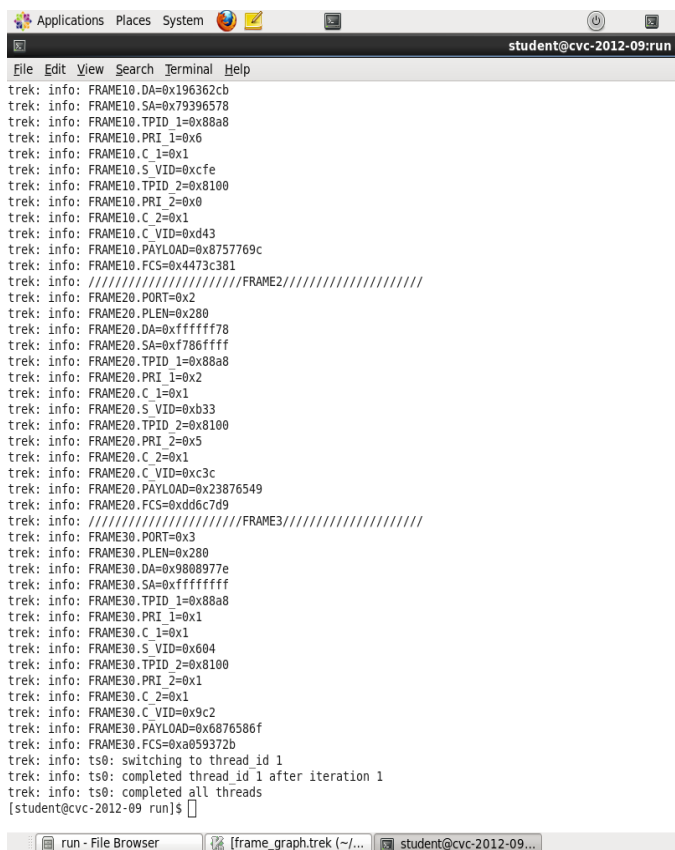 Applications Places System
student@cvc-2012-09:run
File Edit View Search Terminal Help
trek: info: FRAME10.DA=0x196362cb
trek: info: FRAME10.SA=0x79396578
trek: info: FRAME10.TPID_1=0x88a8
trek: info: FRAME10.PRI_1=0x6
trek: info: FRAME10.C_1=0x1
trek: info: FRAME10.S_VID=0xcfe
trek: info: FRAME10.TPID_2=0x8100
trek: info: FRAME10.PRI_2=0x0
trek: info: FRAME10.C_2=0x1
trek: info: FRAME10.C_VID=0xd43
trek: info: FRAME10.PAYLOAD=0x8757769c
trek: info: FRAME10.FCS=0x4473c381
trek: info: ///////////////////////FRAME2/////////////////////
trek: info: FRAME20.PORT=0x2
trek: info: FRAME20.PLEN=0x280
trek: info: FRAME20.DA=0xffffff78
trek: info: FRAME20.SA=0xf786ffff
trek: info: FRAME20.TPID_1=0x88a8
trek: info: FRAME20.PRI_1=0x2
trek: info: FRAME20.C_1=0x1
trek: info: FRAME20.S_VID=0xb33
trek: info: FRAME20.TPID_2=0x8100
trek: info: FRAME20.PRI_2=0x5
trek: info: FRAME20.C_2=0x1
trek: info: FRAME20.C_VID=0xc3c
trek: info: FRAME20.PAYLOAD=0x23876549
trek: info: FRAME20.FCS=0xdd6c7d9
trek: info: ///////////////////////FRAME3/////////////////////
trek: info: FRAME30.PORT=0x3
trek: info: FRAME30.PLEN=0x280
trek: info: FRAME30.DA=0x9808977e
trek: info: FRAME30.SA=0xffffffff
trek: info: FRAME30.TPID_1=0x88a8
trek: info: FRAME30.PRI_1=0x1
trek: info: FRAME30.C_1=0x1
trek: info: FRAME30.S_VID=0x604
trek: info: FRAME30.TPID_2=0x8100
trek: info: FRAME30.PRI_2=0x1
trek: info: FRAME30.C_2=0x1
trek: info: FRAME30.C_VID=0x9c2
trek: info: FRAME30.PAYLOAD=0x6876586f
trek: info: FRAME30.FCS=0xa059372b
trek: info: ts0: switching to thread_id 1
trek: info: ts0: completed thread_id 1 after iteration 1
trek: info: ts0: completed all threads
[student@cvc-2012-09 run]$
run - File Browser [frame_graph.trek (~/... student@cvc-2012-09...